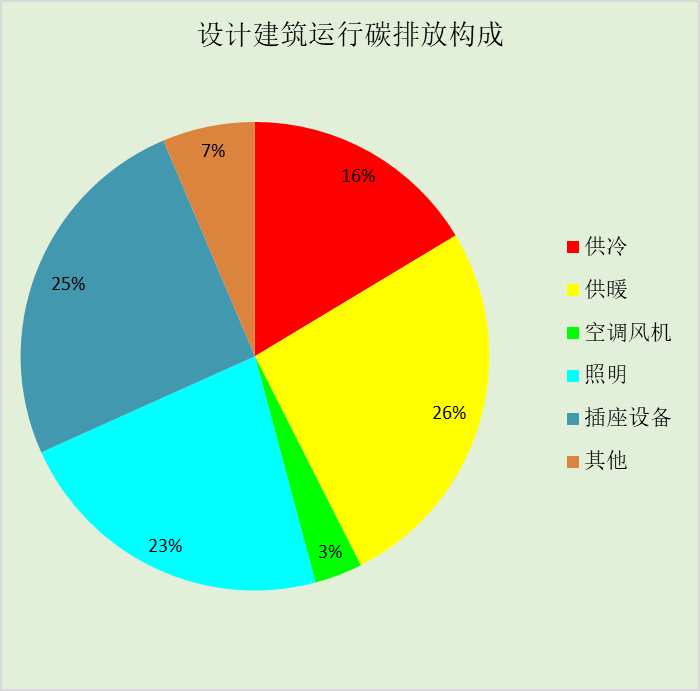 设计建筑运行碳排放构成
7%
16%
25%
26%
23%
3%
供冷
供暖
空调风机
照明
插座设备
其他